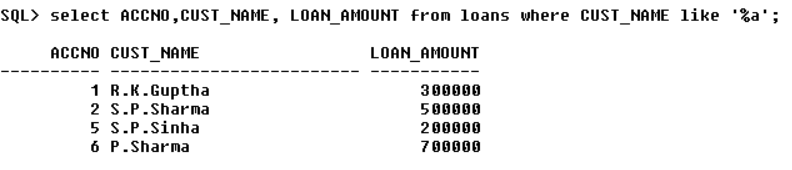 SQL> select ACCNO,CUST_NAME, LOAN_AMOUNT from loans where CUST_NAME like '%a';
ACCNO CUST_NAME LOAN_AMOUNT
---------- ------------------------- -----------
1 R.K.Guptha 300000
2 S.P.Sharma 500000
5 S.P.Sinha 200000
6 P.Sharma 700000